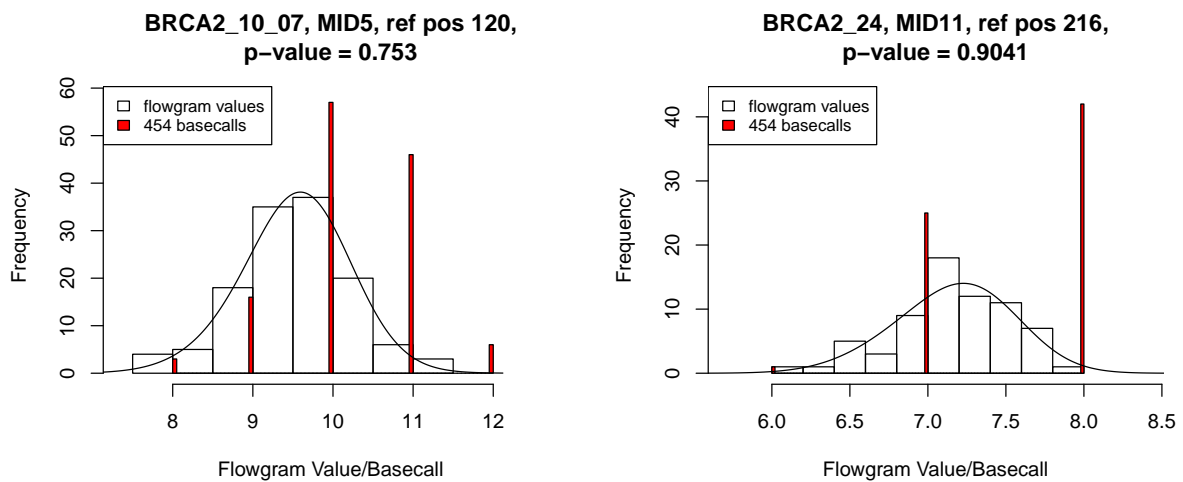 BRCA2_10_07, MID5, ref pos 120,
p−value = 0.753
flowgram values
454 basecalls
Frequency
0
10
20
30
40
50
60
8
9
10
11
12
Flowgram Value/Basecall
BRCA2_24, MID11, ref pos 216,
p−value = 0.9041
flowgram values
454 basecalls
Frequency
0
10
20
30
40
6.0
6.5
7.0
7.5
8.0
8.5
Flowgram Value/Basecall